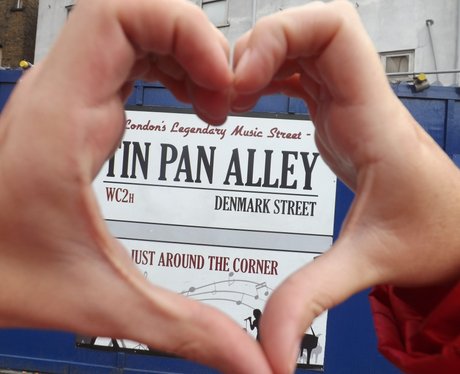 London's Legendary Music Street -
TIN PAN ALLEY
WC2H DENMARK STREET
JUST AROUND THE CORNER